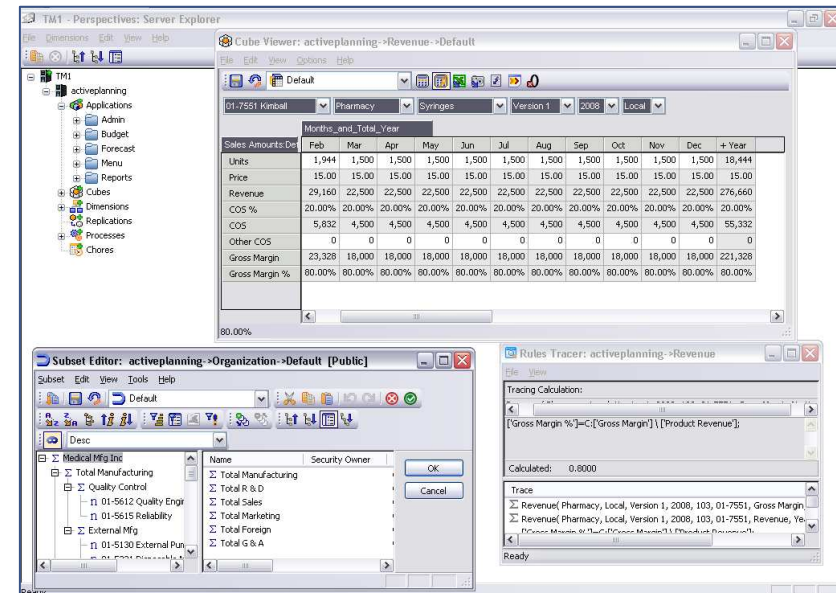 TM1 - Perspectives: Server Explorer
File Dimensions Edit View Help
TM1
activeplanning
Applications
Admin
Budget
Forecast
Menu
Reports
Cubes
Dimensions
Replications
Processes
Chores
Cube Viewer: activeplanning->Revenue->Default
File Edit View Options Help
Default
01-7551 Kimball Pharmacy Syringes Version 1 2008 Local
Months_and_Total_Year
Sales Amounts:Def Feb Mar Apr May Jun Jul Aug Sep Oct Nov Dec + Year
Units 1,944 1,500 1,500 1,500 1,500 1,500 1,500 1,500 1,500 1,500 1,500 18,444
Price 15.00 15.00 15.00 15.00 15.00 15.00 15.00 15.00 15.00 15.00 15.00 15.00
Revenue 29,160 22,500 22,500 22,500 22,500 22,500 22,500 22,500 22,500 22,500 22,500 276,660
COS % 20.00% 20.00% 20.00% 20.00% 20.00% 20.00% 20.00% 20.00% 20.00% 20.00% 20.00% 20.00%
COS 5,832 4,500 4,500 4,500 4,500 4,500 4,500 4,500 4,500 4,500 4,500 55,332
Other COS 0 0 0 0 0 0 0 0 0 0 0 0
Gross Margin 23,328 18,000 18,000 18,000 18,000 18,000 18,000 18,000 18,000 18,000 18,000 221,328
Gross Margin % 80.00% 80.00% 80.00% 80.00% 80.00% 80.00% 80.00% 80.00% 80.00% 80.00% 80.00% 80.00%
80.00%
Subset Editor: activeplanning->Organization->Default [Public]
Subset Edit View Tools Help
Default
Desc
Medical Mfg Inc
Total Manufacturing
Quality Control
01-5612 Quality Engir
01-5615 Reliability
External Mfg
01-5130 External Pun
Name Security Owner
Total Manufacturing
Total R & D
Total Sales
Total Marketing
Total Foreign
Total G & A
OK
Cancel
Rules Tracer: activeplanning->Revenue
File View
Tracing Calculation:
['Gross Margin %']=C:['Gross Margin'] \ ['Product Revenue'];
Calculated: 0.8000
Trace
Revenue( Pharmacy, Local, Version 1, 2008, 103, 01-7551, Gross Margin,
Revenue( Pharmacy, Local, Version 1, 2008, 103, 01-7551, Revenue, Ye
['Gross Margin %']=C:['Gross Margin'] \ ['Product Revenue'];
Ready
Ready